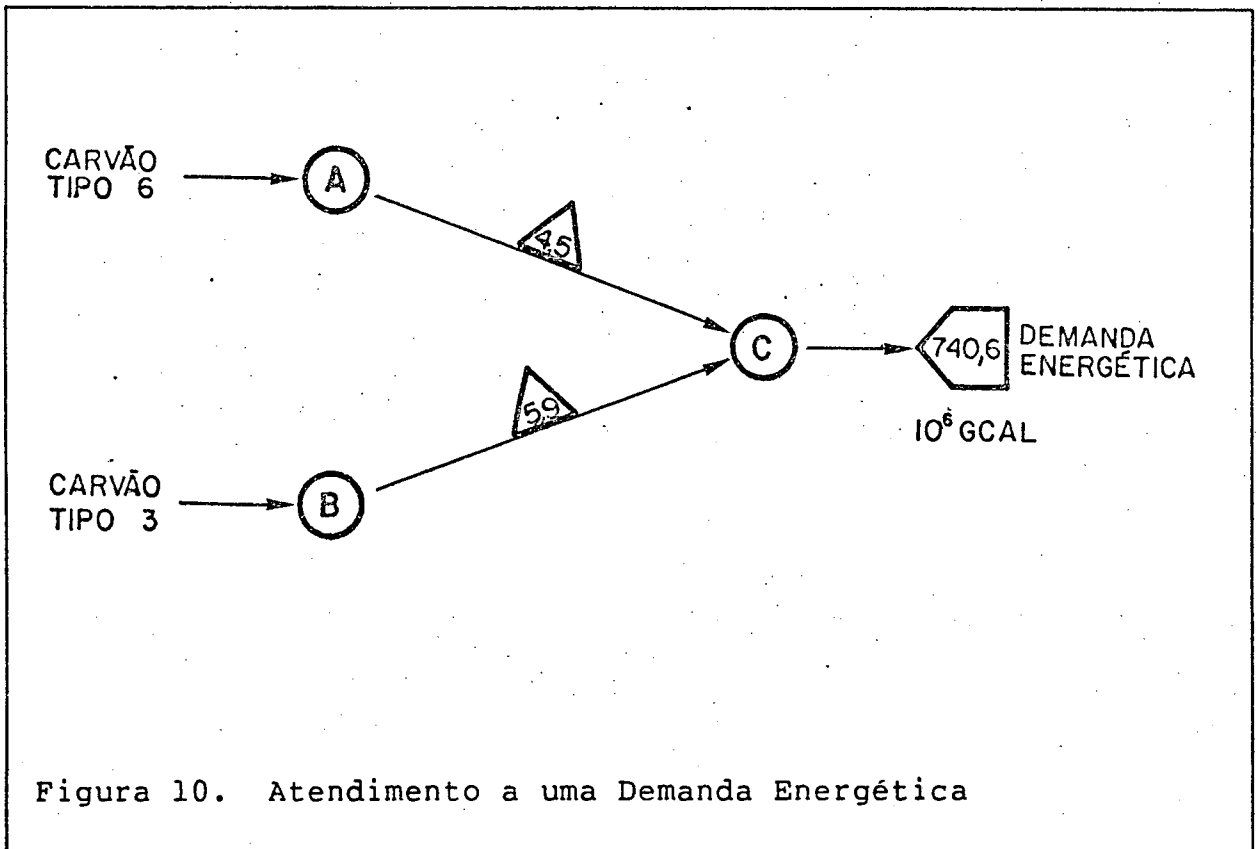 CARVÃO
TIPO 6
A
4,5
C
740,6
DEMANDA
ENERGÉTICA
10⁶ GCAL
5,9
CARVÃO
TIPO 3
B
Figura 10. Atendimento a uma Demanda Energética